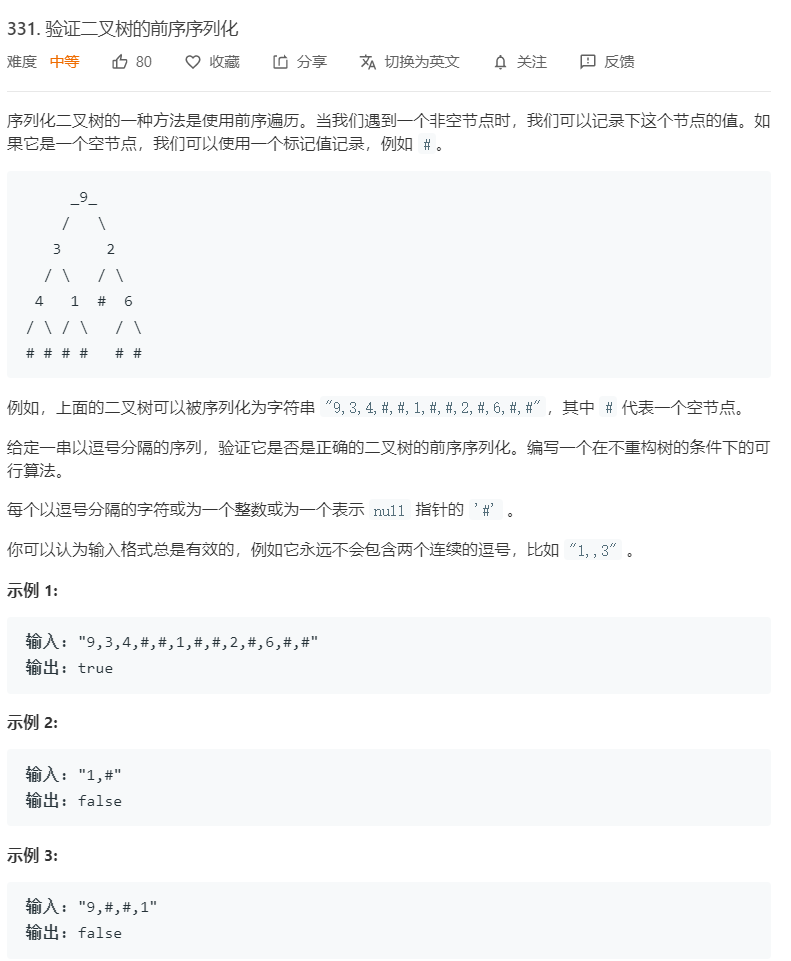 331. 验证二叉树的前序序列化
难度 中等 80 收藏 分享 切换为英文 关注 反馈
序列化二叉树的一种方法是使用前序遍历。当我们遇到一个非空节点时，我们可以记录下这个节点的值。如
果它是一个空节点，我们可以使用一个标记值记录，例如 #。
     _9_
    /   \
   3     2
  / \   / \
 4   1  #  6
/ \ / \   / \
# # # #   # #
例如，上面的二叉树可以被序列化为字符串 "9,3,4,#,#,1,#,#,2,#,6,#,#"，其中 # 代表一个空节点。
给定一串以逗号分隔的序列，验证它是否是正确的二叉树的前序序列化。编写一个在不重构树的条件下的可
行算法。
每个以逗号分隔的字符或为一个整数或为一个表示 null 指针的 '#' 。
你可以认为输入格式总是有效的，例如它永远不会包含两个连续的逗号，比如 "1,,3" 。
示例 1:
输入: "9,3,4,#,#,1,#,#,2,#,6,#,#"
输出: true
示例 2:
输入: "1,#"
输出: false
示例 3:
输入: "9,#,#,1"
输出: false